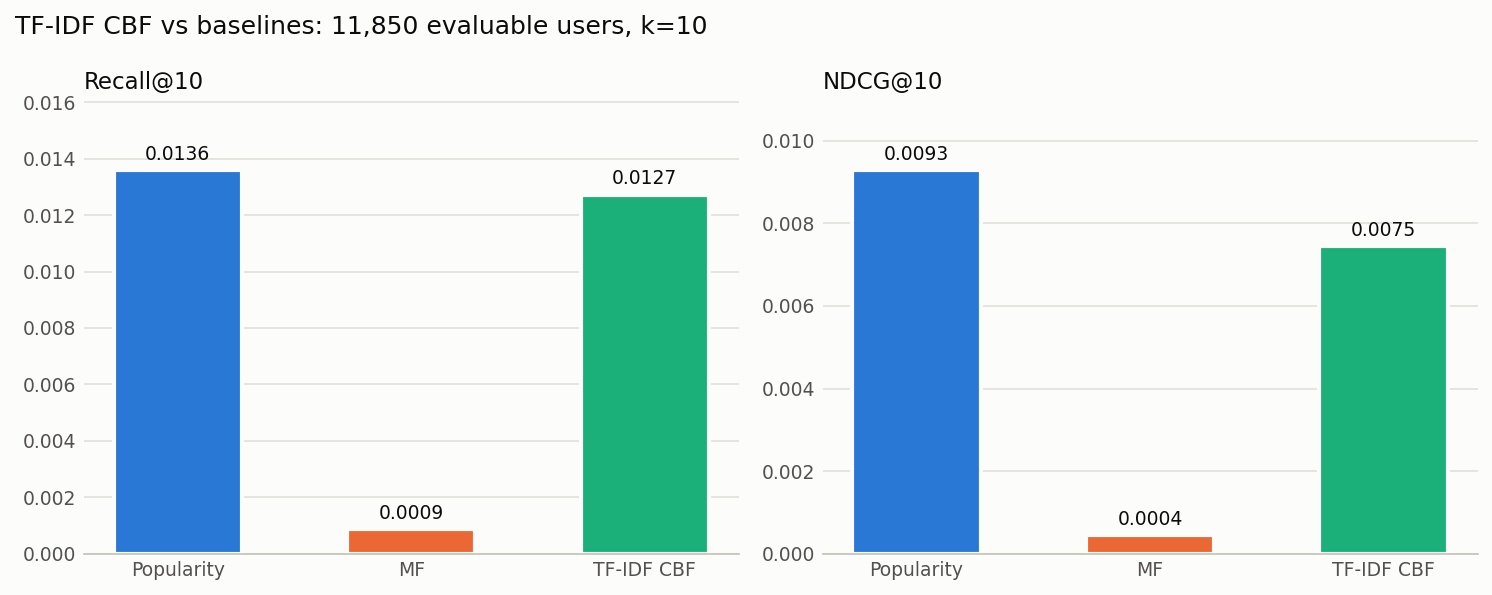 TF-IDF CBF vs baselines: 11,850 evaluable users, k=10
Recall@10
0.016
0.014
0.012
0.010
0.008
0.006
0.004
0.002
0.000
0.0136
0.0009
0.0127
Popularity
MF
TF-IDF CBF
NDCG@10
0.010
0.008
0.006
0.004
0.002
0.000
0.0093
0.0004
0.0075
Popularity
MF
TF-IDF CBF